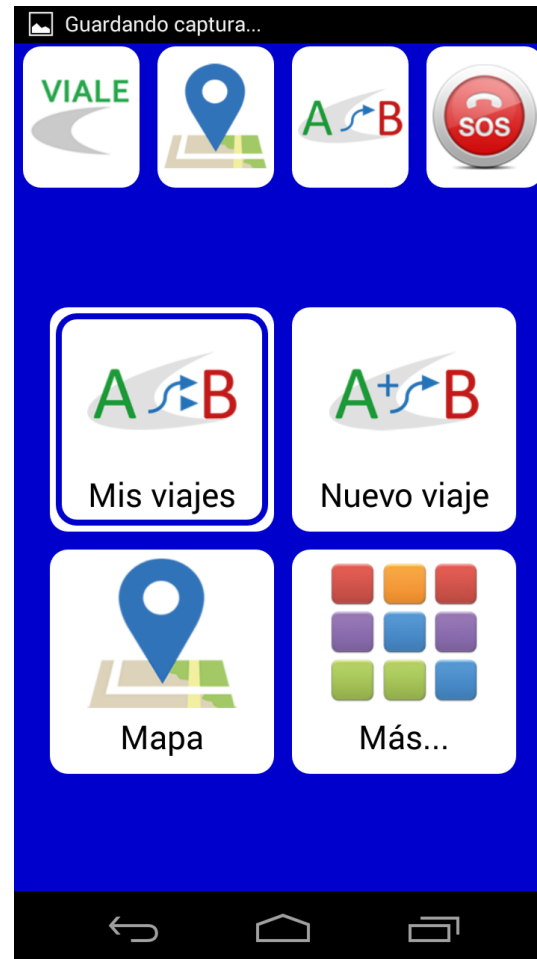 Guardando captura...
VIALE
A B
SOS
A B
Mis viajes
A+ B
Nuevo viaje
Mapa
Más...